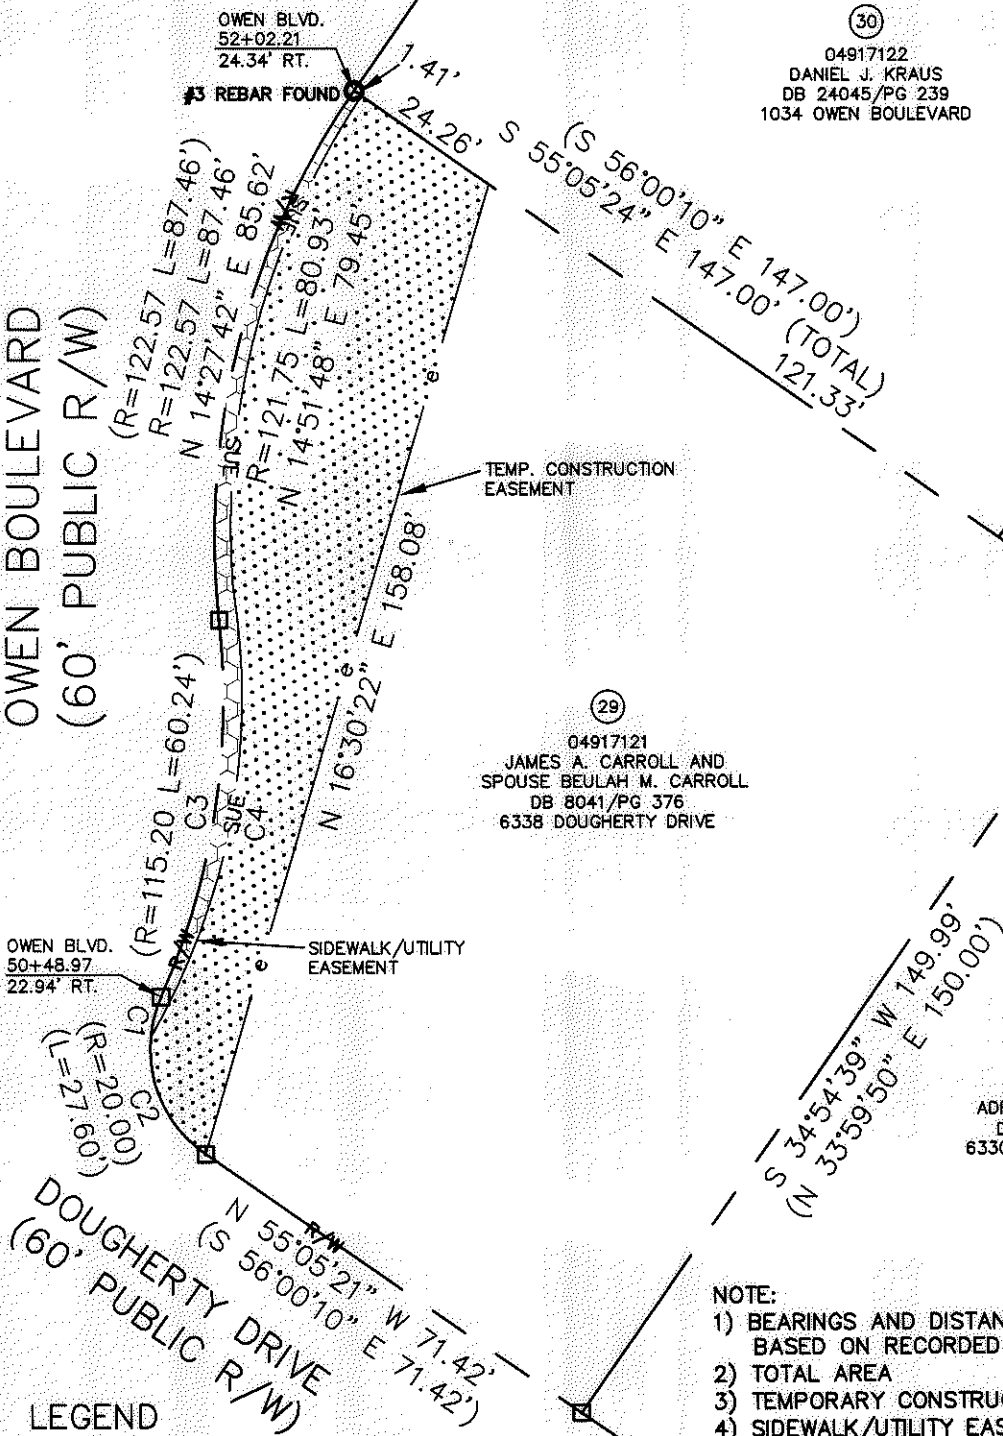 OWEN BLVD.
52+02.21
24.34' RT.
#3 REBAR FOUND
1.41'
24.26'
30
04917122
DANIEL J. KRAUS
DB 24045/PG 239
1034 OWEN BOULEVARD
(S 56°00'10" E 147.00')
S 55°05'24" E 147.00' (TOTAL)
121.33'
OWEN BOULEVARD
(60' PUBLIC R/W)
(R=122.57 L=87.46')
R=122.57 L=87.46'
N 14°27'42" E 85.62'
R/W
SUE
R=121.75 L=80.93'
N 14°51'48" E 79.45'
SUE
e
TEMP. CONSTRUCTION
EASEMENT
N 16°30'22" E 158.08'
e
(R=115.20 L=60.24')
C3
SUE
C4
29
04917121
JAMES A. CARROLL AND
SPOUSE BEULAH M. CARROLL
DB 8041/PG 376
6338 DOUGHERTY DRIVE
OWEN BLVD.
50+48.97
22.94' RT.
R/W
SIDEWALK/UTILITY
EASEMENT
e
C1
C2
(R=20.00)
(L=27.60')
S 34°54'39" W 149.99'
(N 33°59'50" E 150.00')
AD
D
6330
DOUGHERTY DRIVE
(60' PUBLIC R/W)
R/W
N 55°05'21" W 71.42'
(S 56°00'10" E 71.42')
LEGEND
NOTE:
1) BEARINGS AND DISTAN
BASED ON RECORDED
2) TOTAL AREA
3) TEMPORARY CONSTRU
4) SIDEWALK/UTILITY EAS